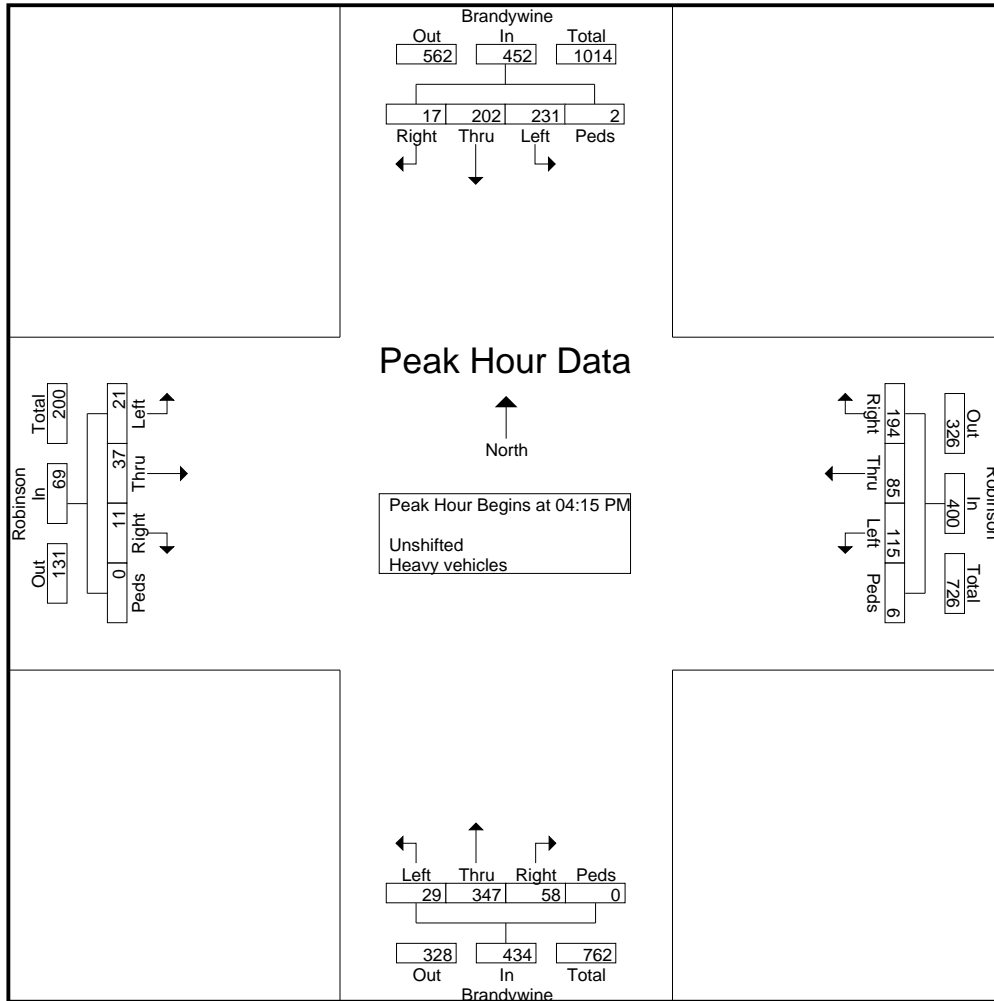 Brandywine
Out In Total
562 452 1014
17 202 231 2
Right Thru Left Peds
Peak Hour Data
North
Peak Hour Begins at 04:15 PM
Unshifted
Heavy vehicles
Robinson
Total In Out
200 69 131
21 37 11 0
Left Thru Right Peds
Robinson
Out In Total
326 400 726
194 85 115 6
Right Thru Left Peds
Left Thru Right Peds
29 347 58 0
328 434 762
Out In Total
Brandywine